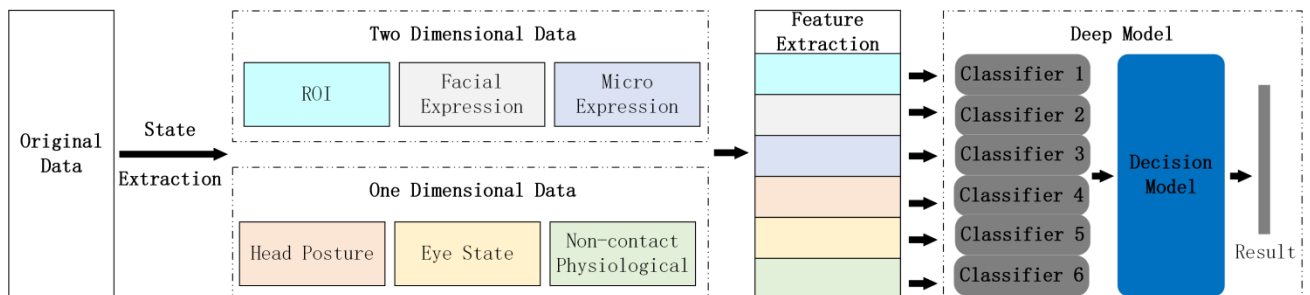 Original
Data
State
Extraction
Two Dimensional Data
ROI
Facial
Expression
Micro
Expression
One Dimensional Data
Head Posture
Eye State
Non-contact
Physiological
Feature
Extraction
Deep Model
Classifier 1
Classifier 2
Classifier 3
Classifier 4
Classifier 5
Classifier 6
Decision
Model
Result